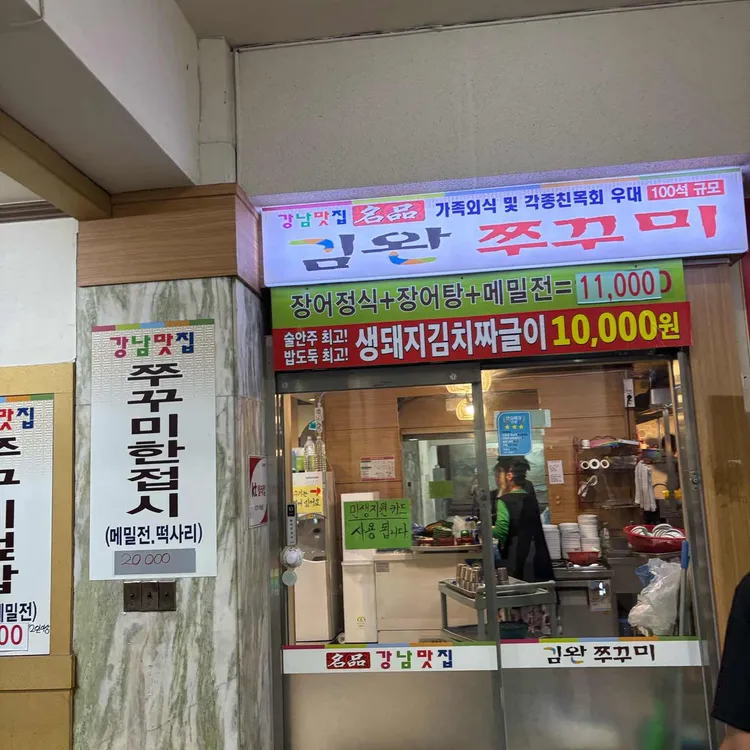 강남맛집 名品 가족외식 및 각종친목회 우대 100석 규모
김완 쭈꾸미
장어정식+장어탕+메밀전=11,000
술안주 최고!
밥도둑 최고!
생돼지김치짜글이 10,000원
강남맛집
쭈꾸미한접시
(메밀전.떡사리)
20,000
맛집
민생지원 카드
사용 됩니다
名品 강남맛집
김완 쭈꾸미